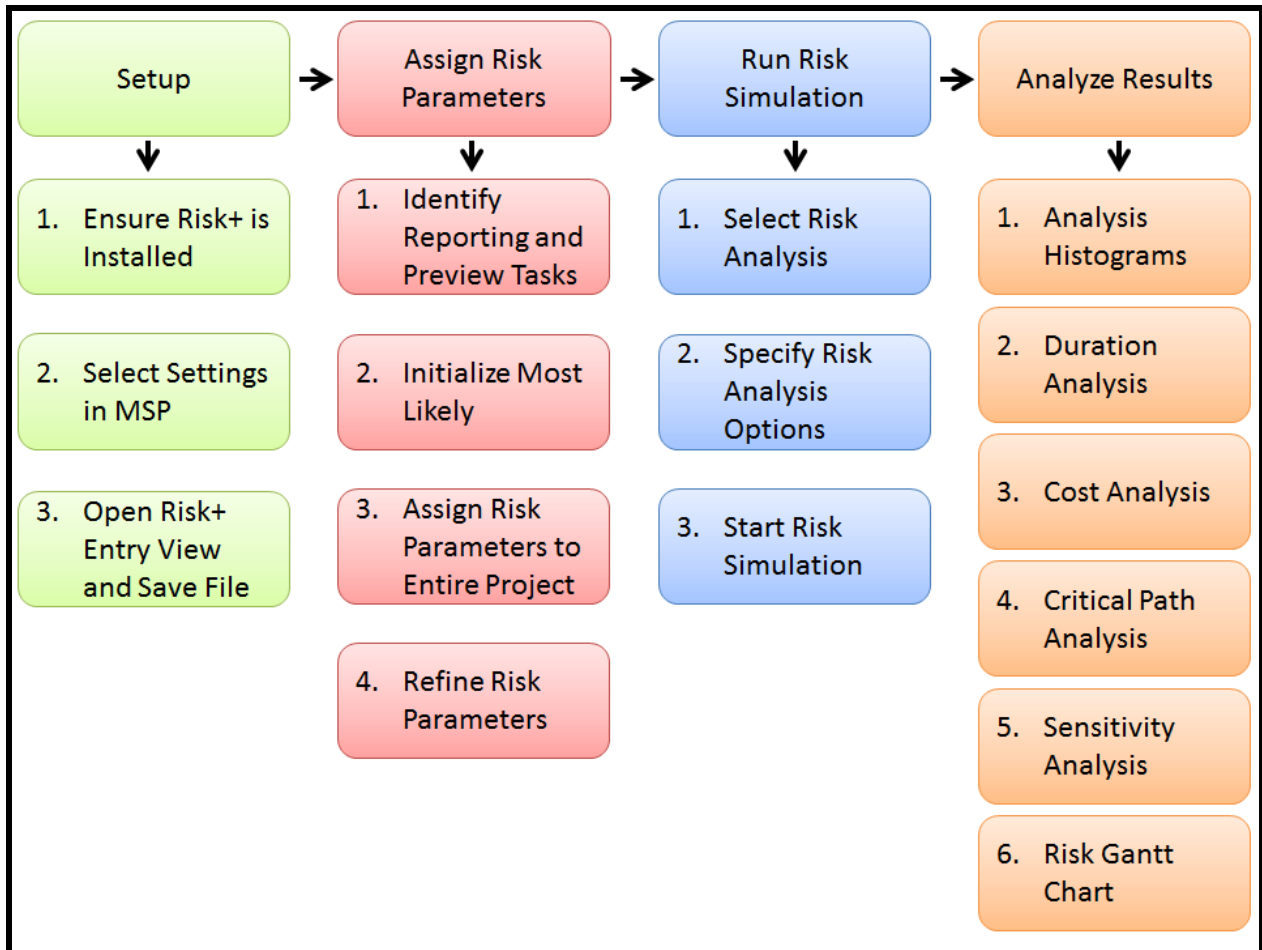 Setup
Assign Risk
Parameters
Run Risk
Simulation
Analyze Results
1. Ensure Risk+ is
Installed
2. Select Settings
in MSP
3. Open Risk+
Entry View
and Save File
1. Identify
Reporting and
Preview Tasks
2. Initialize Most
Likely
3. Assign Risk
Parameters to
Entire Project
4. Refine Risk
Parameters
1. Select Risk
Analysis
2. Specify Risk
Analysis
Options
3. Start Risk
Simulation
1. Analysis
Histograms
2. Duration
Analysis
3. Cost Analysis
4. Critical Path
Analysis
5. Sensitivity
Analysis
6. Risk Gantt
Chart